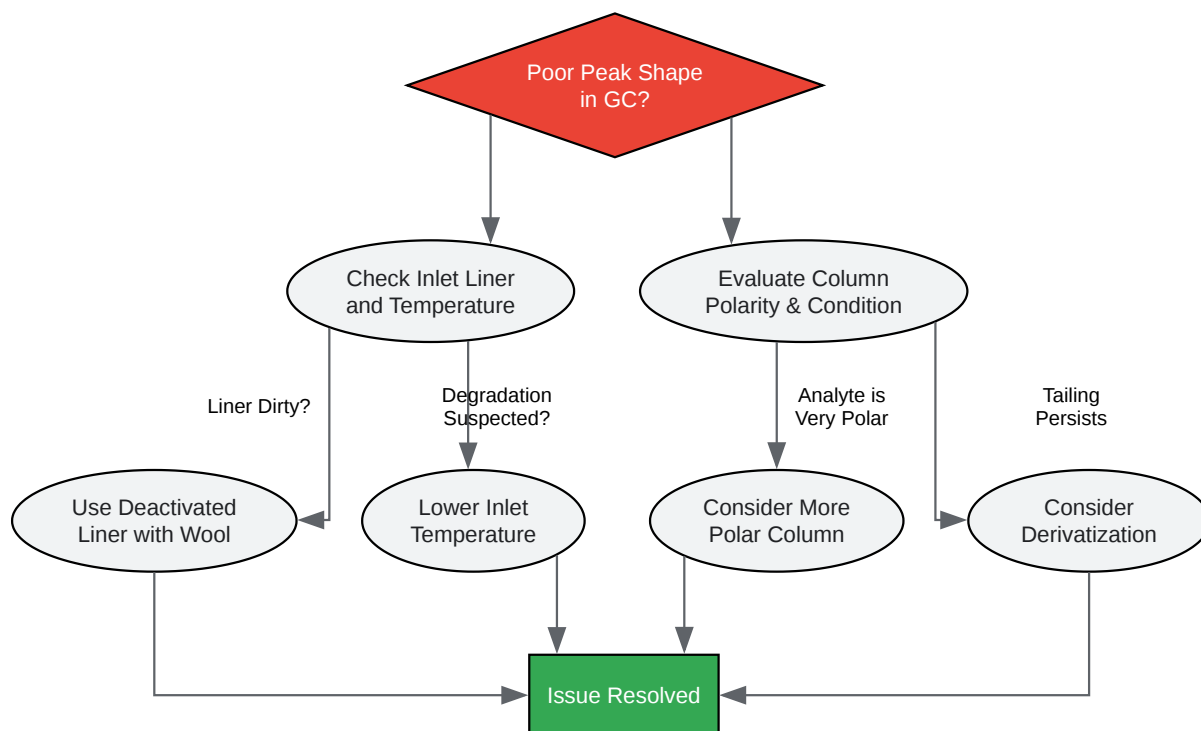 Poor Peak Shape
in GC?
Check Inlet Liner
and Temperature
Evaluate Column
Polarity & Condition
Liner Dirty?
Degradation
Suspected?
Analyte is
Very Polar
Tailing
Persists
Use Deactivated
Liner with Wool
Lower Inlet
Temperature
Consider More
Polar Column
Consider
Derivatization
Issue Resolved